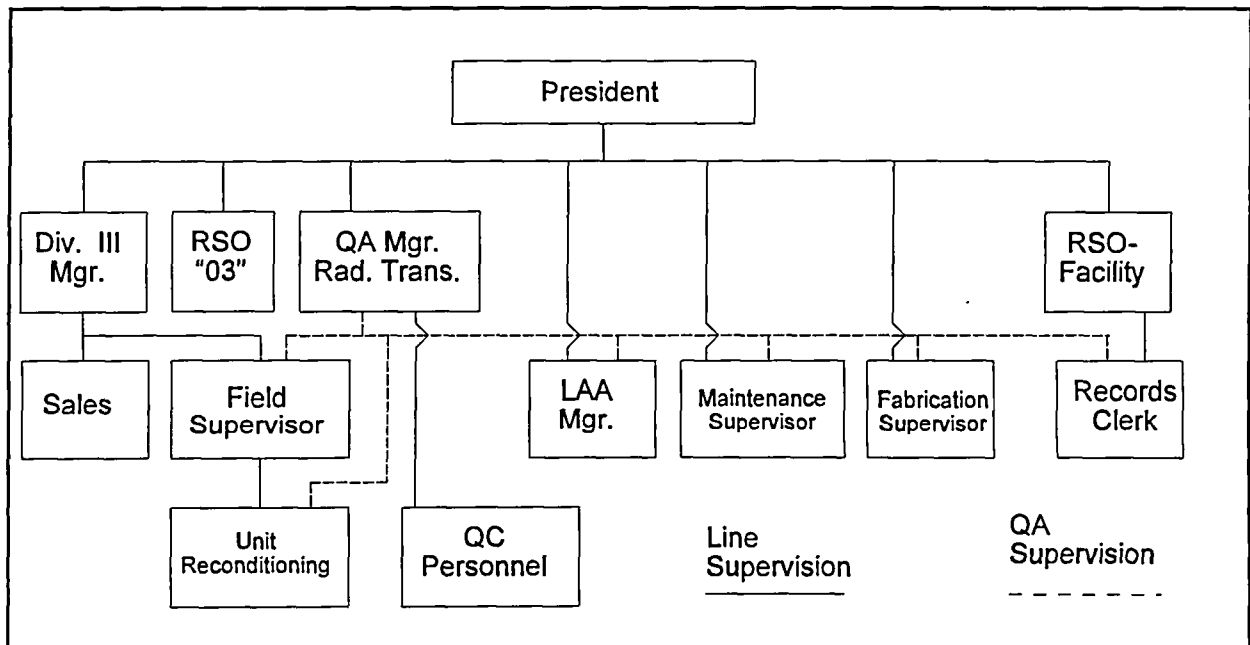 President
Div. III
Mgr.
RSO
"03"
QA Mgr.
Rad. Trans.
RSO-
Facility
Sales
Field
Supervisor
LAA
Mgr.
Maintenance
Supervisor
Fabrication
Supervisor
Records
Clerk
Unit
Reconditioning
QC
Personnel
Line
Supervision
QA
Supervision